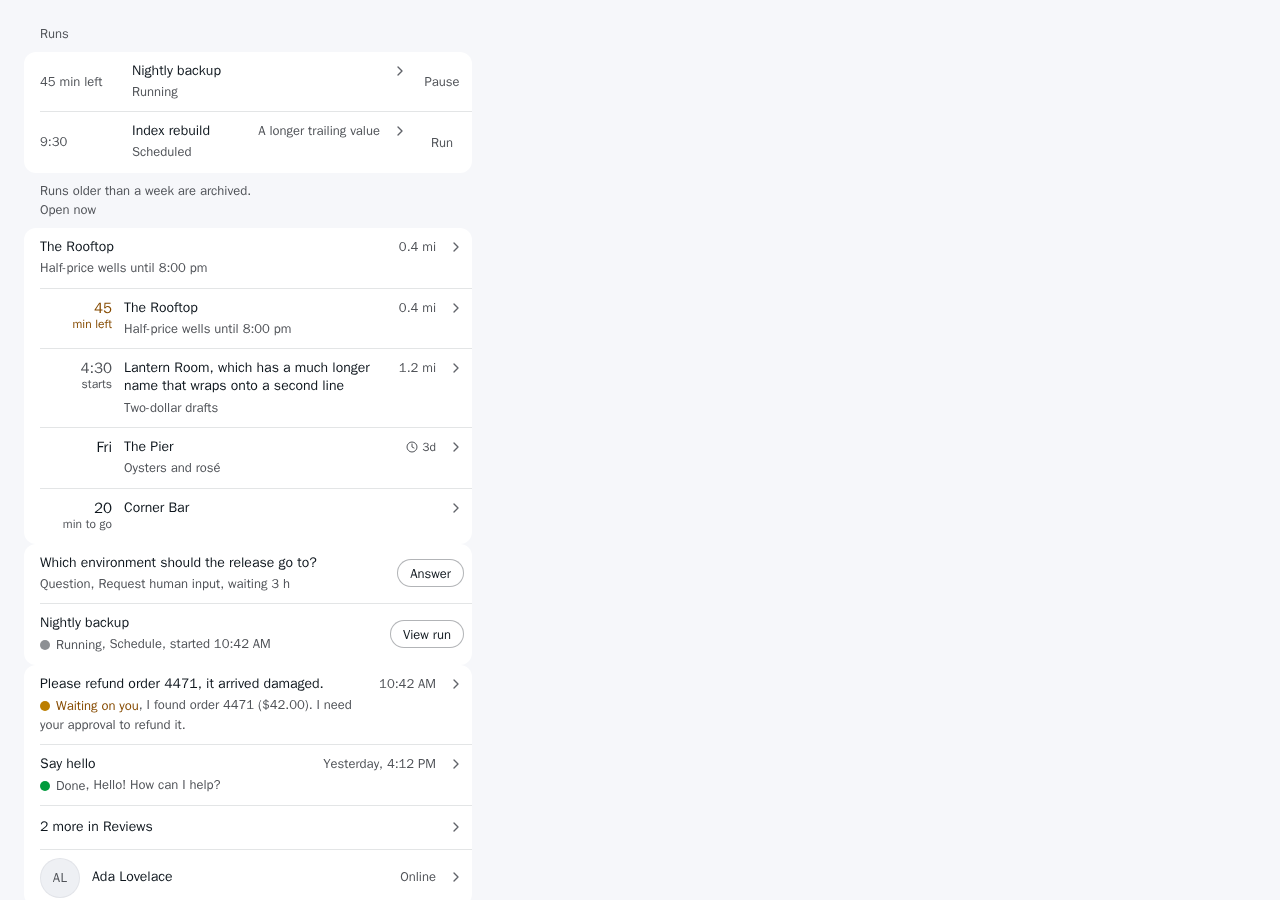 Runs
45 min left
Nightly backup
Running
Pause
9:30
Index rebuild
Scheduled
A longer trailing value
Run
Runs older than a week are archived.
Open now
The Rooftop
0.4 mi
Half-price wells until 8:00 pm
45
min left
The Rooftop
0.4 mi
Half-price wells until 8:00 pm
4:30
starts
Lantern Room, which has a much longer
name that wraps onto a second line
1.2 mi
Two-dollar drafts
Fri
The Pier
3d
Oysters and rosé
20
min to go
Corner Bar
Which environment should the release go to?
Question, Request human input, waiting 3 h
Answer
Nightly backup
Running, Schedule, started 10:42 AM
View run
Please refund order 4471, it arrived damaged.
10:42 AM
Waiting on you, I found order 4471 ($42.00). I need
your approval to refund it.
Say hello
Yesterday, 4:12 PM
Done, Hello! How can I help?
2 more in Reviews
AL
Ada Lovelace
Online